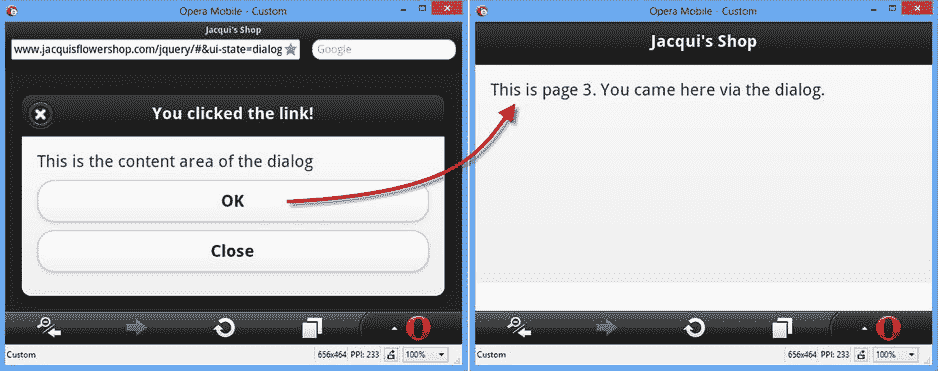 Opera Mobile - Custom
Jacqui's Shop
www.jacquisflowershop.com/jquery/#&ui-state=dialog
Google
You clicked the link!
This is the content area of the dialog
OK
Close
Custom
656x464 PPI: 233
100%
Opera Mobile - Custom
Jacqui's Shop
This is page 3. You came here via the dialog.
Custom
656x464 PPI: 233
100%